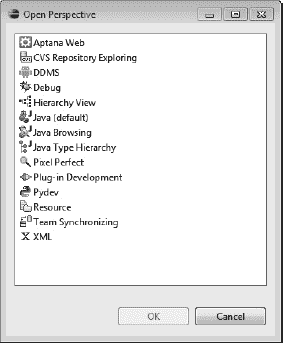 Open Perspective
Aptana Web
CVS Repository Exploring
DDMS
Debug
Hierarchy View
Java (default)
Java Browsing
Java Type Hierarchy
Pixel Perfect
Plug-in Development
Pydev
Resource
Team Synchronizing
XML
OK
Cancel